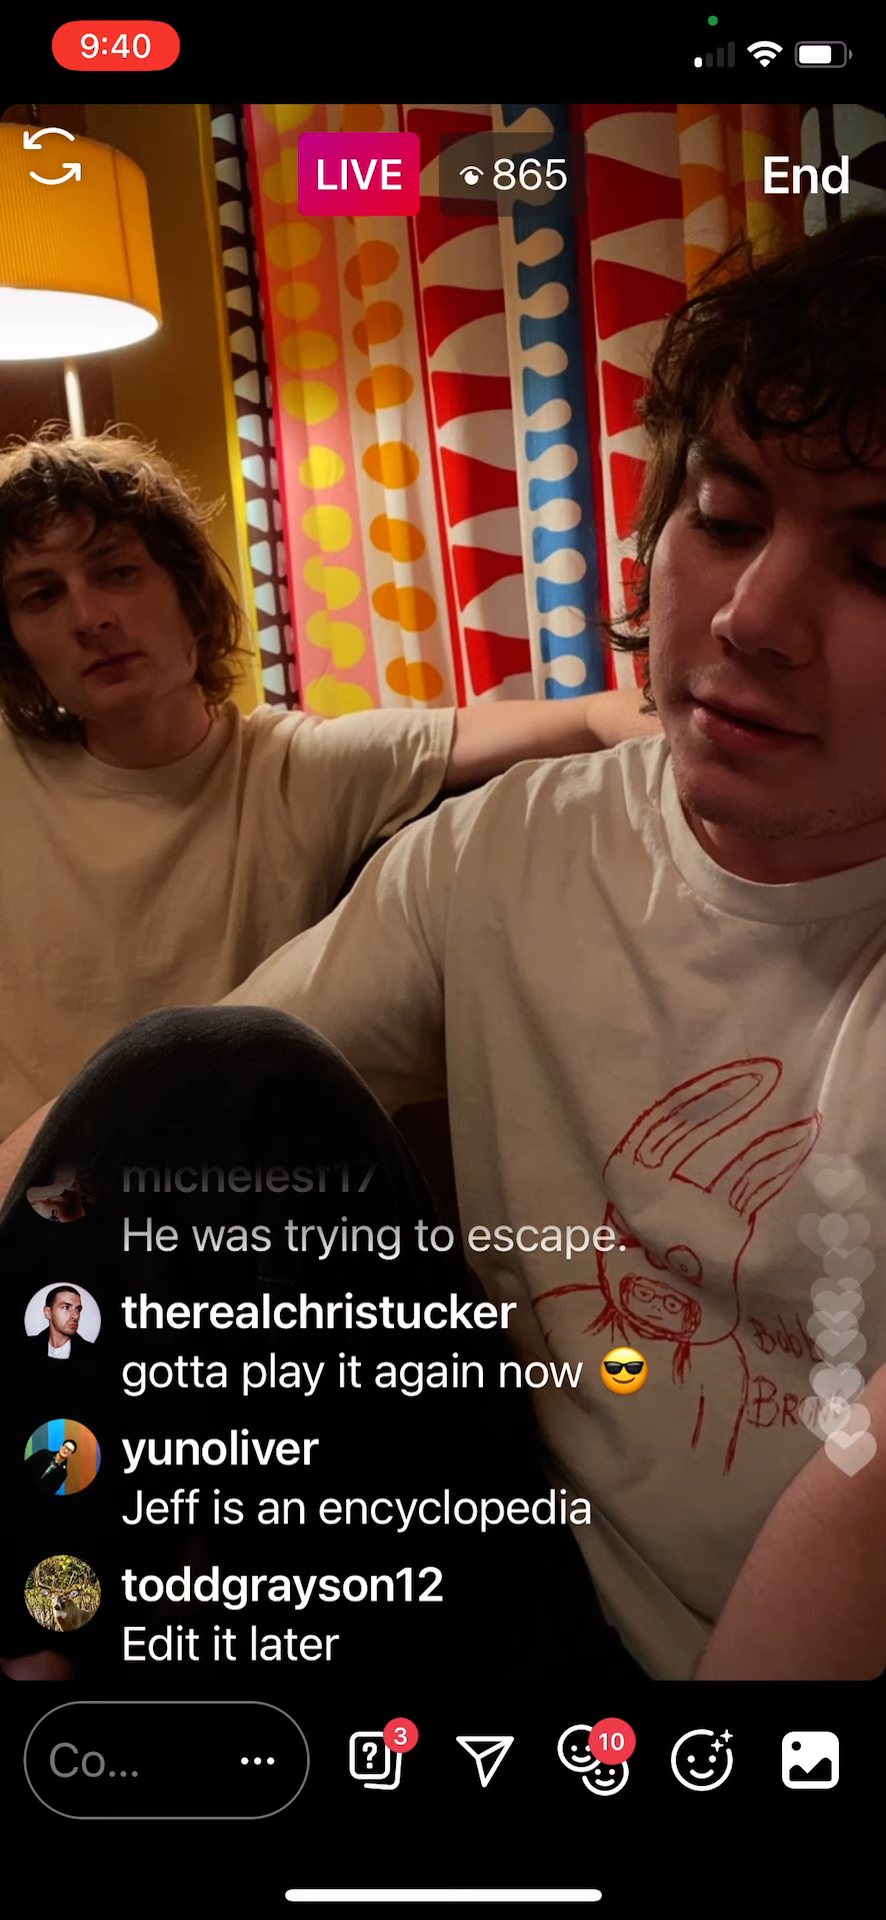 9:40
LIVE
865
End
michelesf17
He was trying to escape.
therealchristucker
gotta play it again now 😎
yunoliver
Jeff is an encyclopedia
toddgrayson12
Edit it later
Co...
3
10